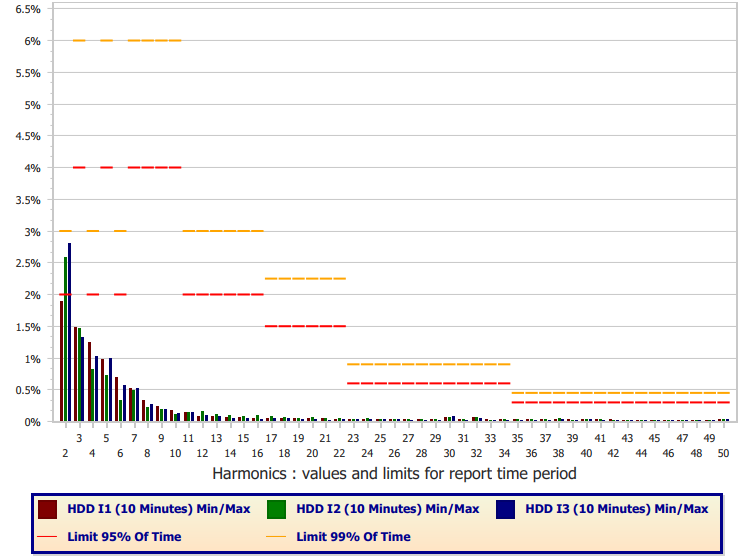 6.5%
6%
5.5%
5%
4.5%
4%
3.5%
3%
2.5%
2%
1.5%
1%
0.5%
0%
3 5 7 9 11 13 15 17 19 21 23 25 27 29 31 33 35 37 39 41 43 45 47 49
2 4 6 8 10 12 14 16 18 20 22 24 26 28 30 32 34 36 38 40 42 44 46 48 50
Harmonics : values and limits for report time period
HDD I1 (10 Minutes) Min/Max HDD I2 (10 Minutes) Min/Max HDD I3 (10 Minutes) Min/Max
Limit 95% Of Time Limit 99% Of Time